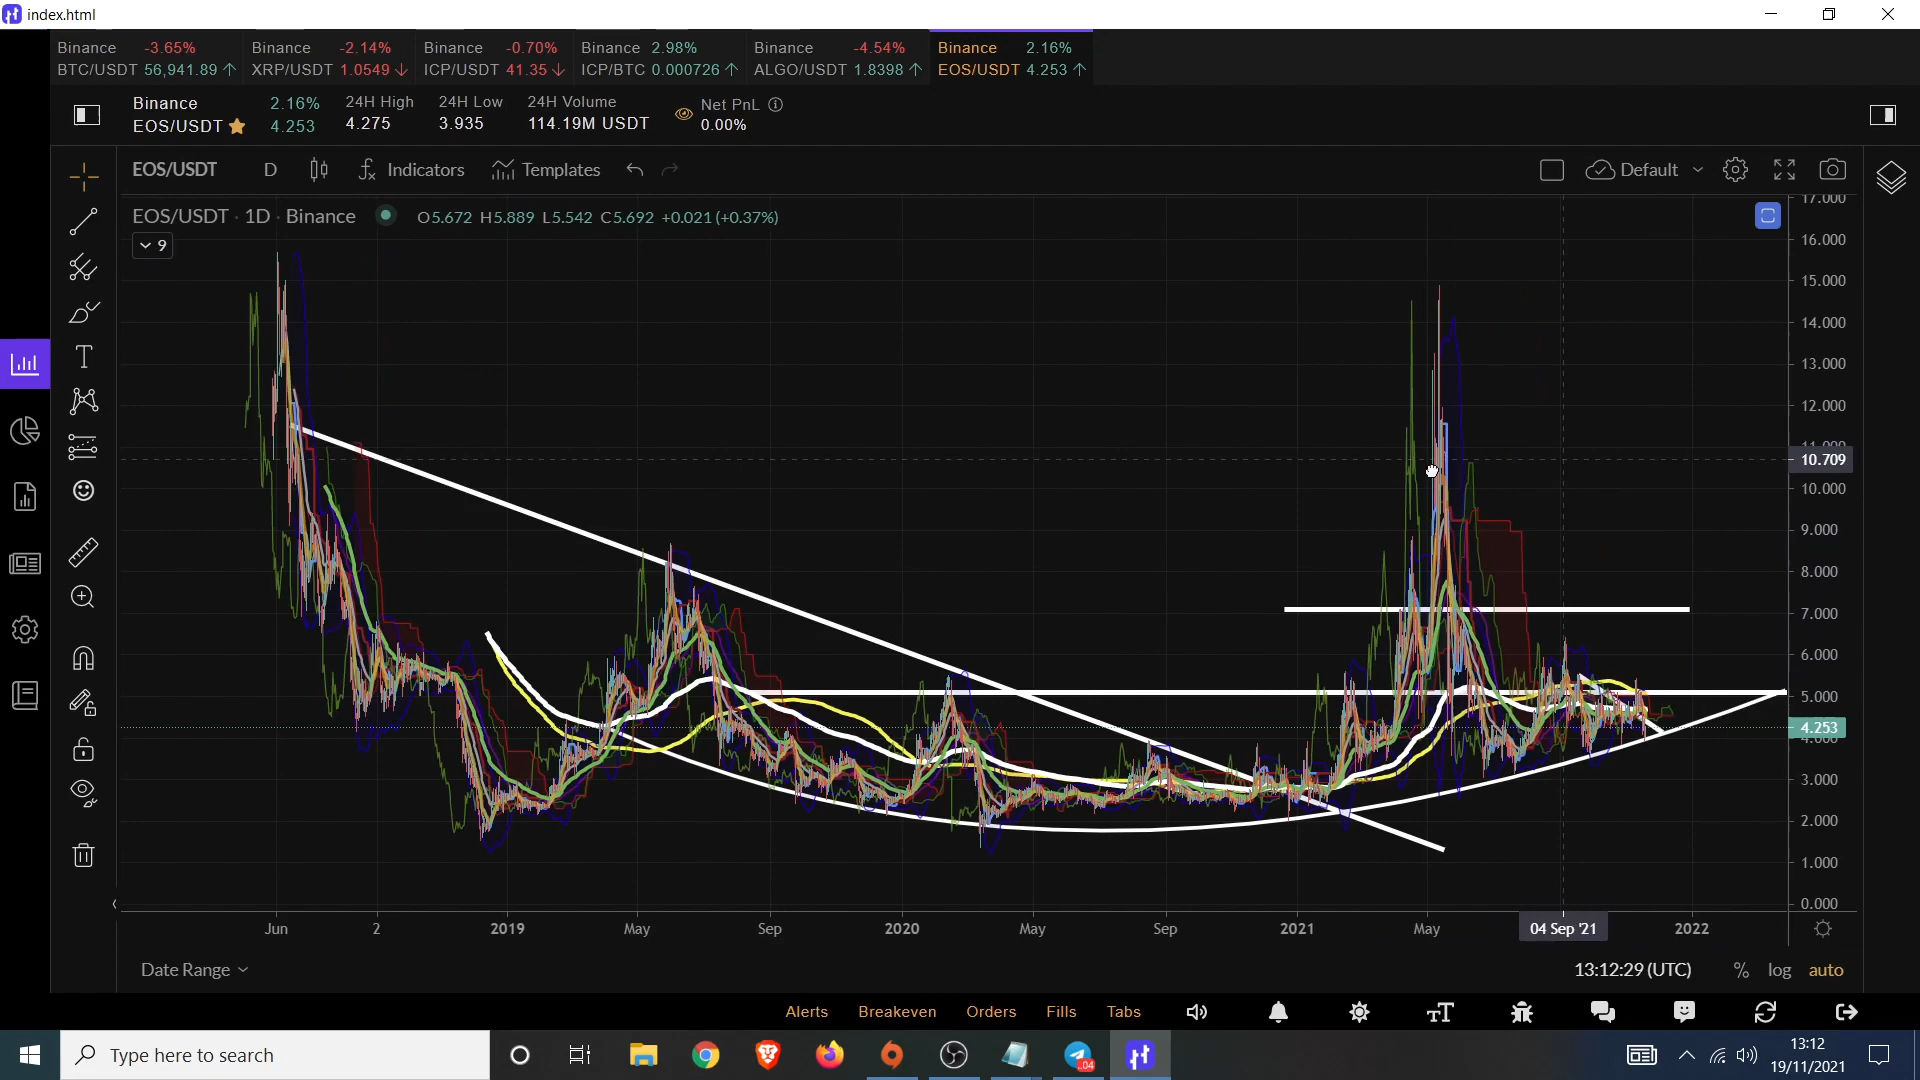 index.html
Binance -3.65% Binance -2.14% Binance -0.70% Binance 2.98% Binance -4.54% Binance 2.16%
BTC/USDT 56,941.89 ↑ XRP/USDT 1.0549 ↓ ICP/USDT 41.35 ↓ ICP/BTC 0.000726 ↑ ALGO/USDT 1.8398 ↑ EOS/USDT 4.253 ↑
Binance 2.16% 24H High 24H Low 24H Volume Net PnL
EOS/USDT 4.253 4.275 3.935 114.19M USDT 0.00%
EOS/USDT D Indicators Templates Default
EOS/USDT · 1D · Binance O5.672 H5.889 L5.542 C5.692 +0.021 (+0.37%)
9
17.000
16.000
15.000
14.000
13.000
12.000
11.000
10.709
10.000
9.000
8.000
7.000
6.000
5.000
4.253
4.000
3.000
2.000
1.000
0.000
Jun 2 2019 May Sep 2020 May Sep 2021 May 04 Sep '21 2022
Date Range 13:12:29 (UTC) % log auto
Alerts Breakeven Orders Fills Tabs
Type here to search
04
13:12
19/11/2021